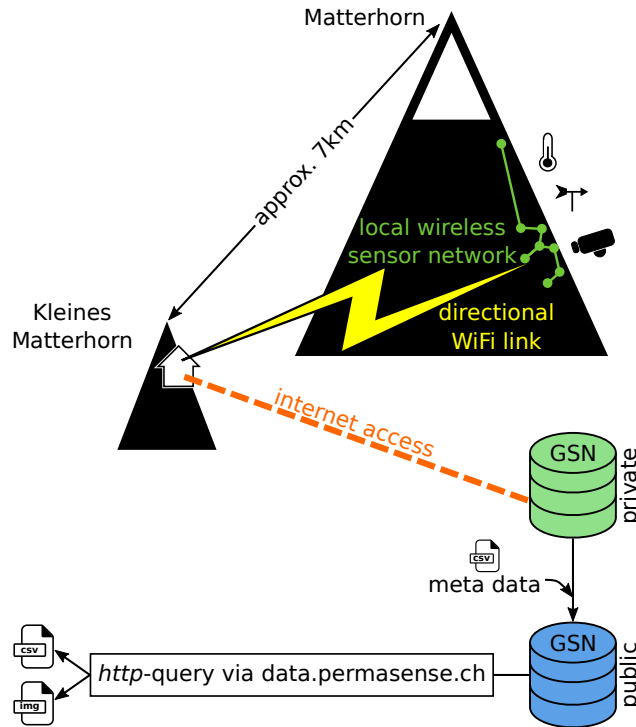 Matterhorn
approx. 7km
local wireless
sensor network
Kleines
Matterhorn
directional
WiFi link
internet access
GSN
private
csv
meta data
GSN
public
csv
http-query via data.permasense.ch
img